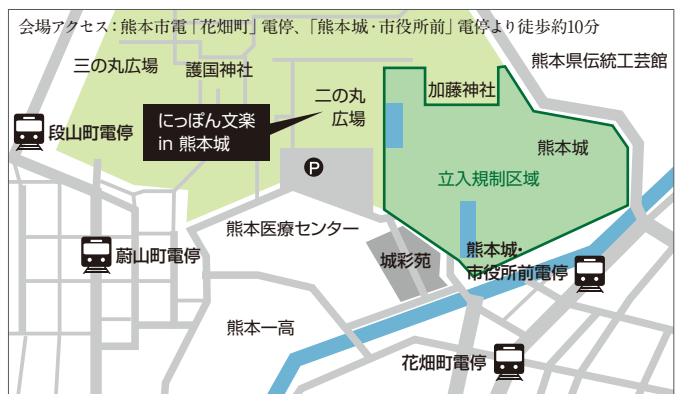 会場アクセス：熊本市電「花畑町」電停、「熊本城・市役所前」電停より徒歩約10分
熊本県伝統工芸館
三の丸広場
護国神社
二の丸
広場
加藤神社
にっぽん文楽
in 熊本城
段山町電停
熊本城
P
立入規制区域
熊本医療センター
蔚山町電停
城彩苑
熊本城・
市役所前電停
熊本一高
花畑町電停